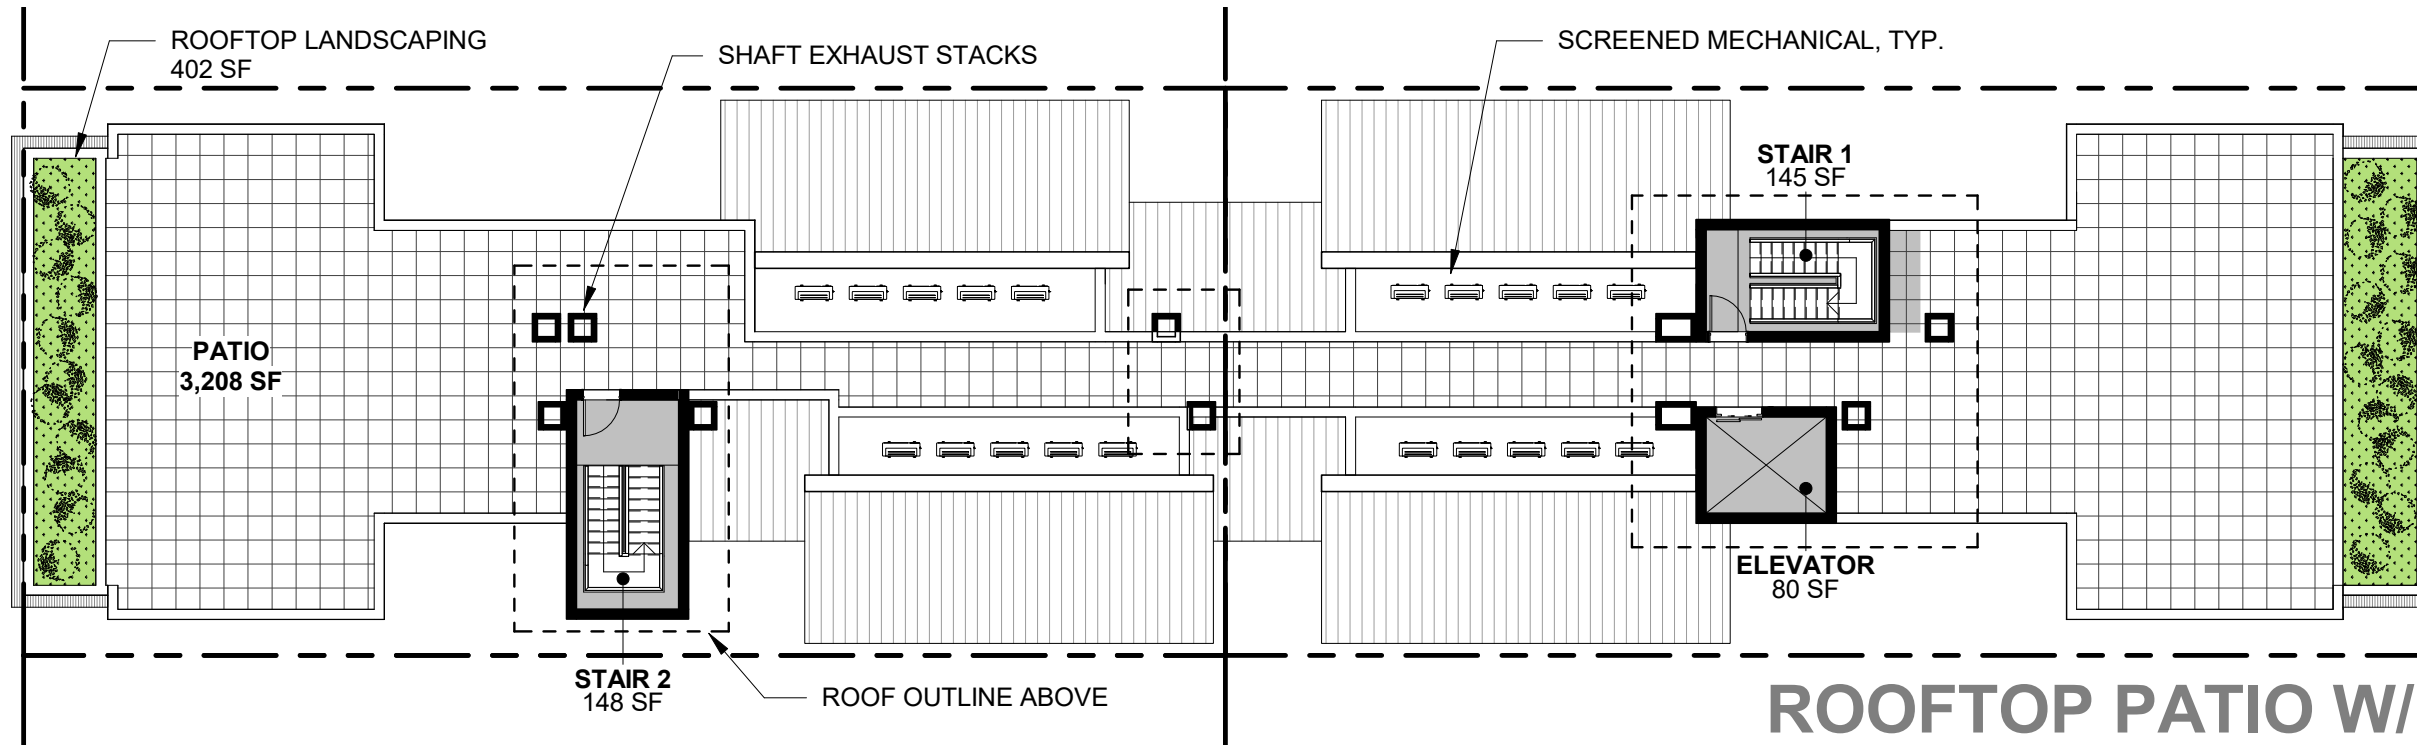 ROOFTOP LANDSCAPING
402 SF
SHAFT EXHAUST STACKS
SCREENED MECHANICAL, TYP.
STAIR 1
145 SF
PATIO
3,208 SF
ELEVATOR
80 SF
STAIR 2
148 SF
ROOF OUTLINE ABOVE
ROOFTOP PATIO W/